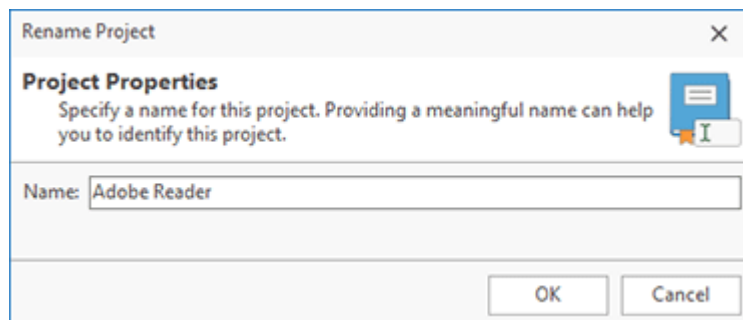 Rename Project
Project Properties
Specify a name for this project. Providing a meaningful name can help
you to identify this project.
Name: Adobe Reader
OK Cancel